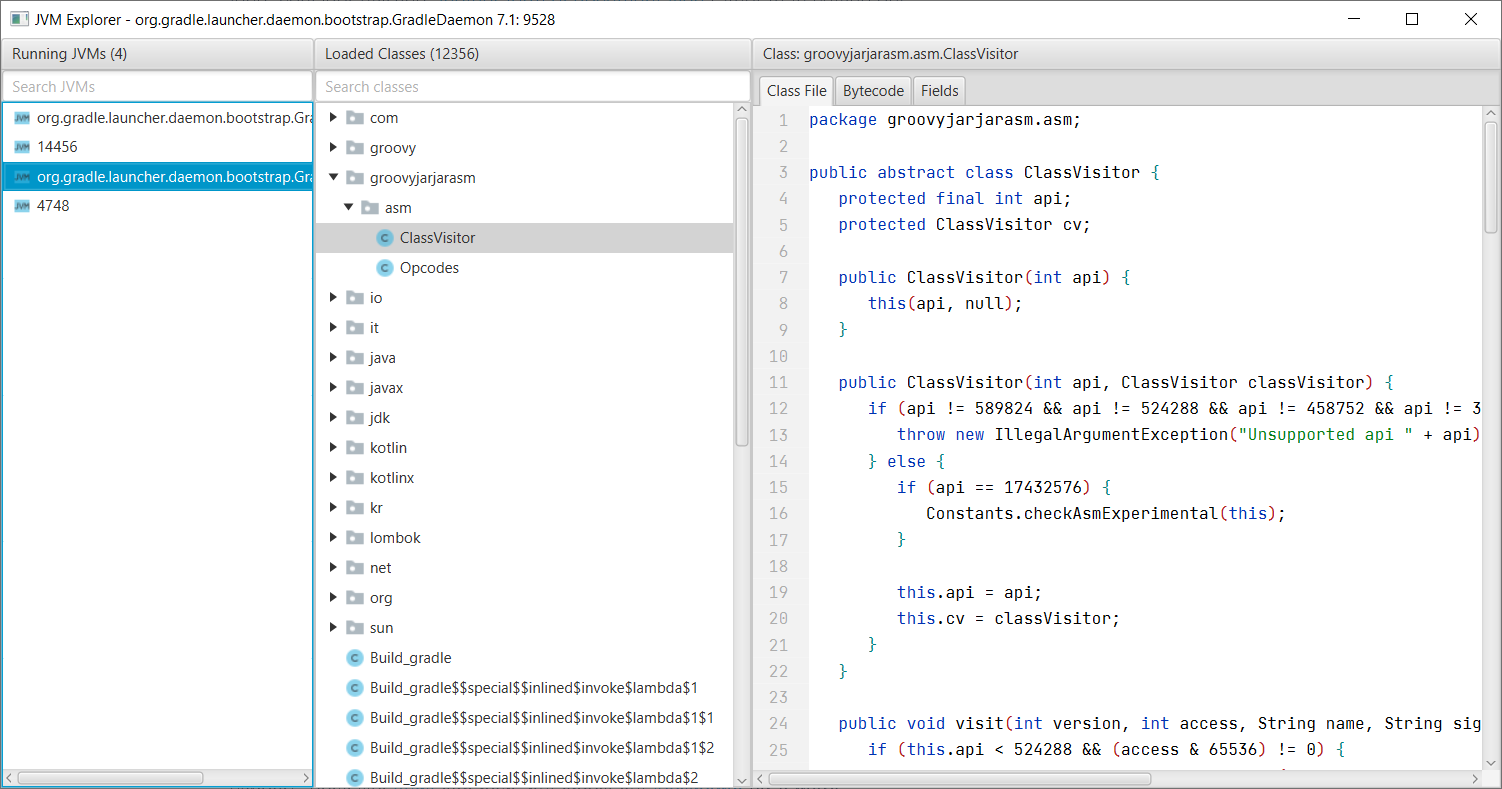 JVM Explorer - org.gradle.launcher.daemon.bootstrap.GradleDaemon 7.1: 9528
Running JVMs (4)
Search JVMs
org.gradle.launcher.daemon.bootstrap.Gra
14456
org.gradle.launcher.daemon.bootstrap.Gra
4748
Loaded Classes (12356)
Search classes
com
groovy
groovyjarjarasm
asm
ClassVisitor
Opcodes
io
it
java
javax
jdk
kotlin
kotlinx
kr
lombok
net
org
sun
Build_gradle
Build_gradle$$special$$inlined$invoke$lambda$1
Build_gradle$$special$$inlined$invoke$lambda$1$1
Build_gradle$$special$$inlined$invoke$lambda$1$2
Build_gradle$$special$$inlined$invoke$lambda$2
Class: groovyjarjarasm.asm.ClassVisitor
Class File Bytecode Fields
1 package groovyjarjarasm.asm;
2
3 public abstract class ClassVisitor {
4 protected final int api;
5 protected ClassVisitor cv;
6
7 public ClassVisitor(int api) {
8 this(api, null);
9 }
10
11 public ClassVisitor(int api, ClassVisitor classVisitor) {
12 if (api != 589824 && api != 524288 && api != 458752 && api != 3
13 throw new IllegalArgumentException("Unsupported api " + api)
14 } else {
15 if (api == 17432576) {
16 Constants.checkAsmExperimental(this);
17 }
18
19 this.api = api;
20 this.cv = classVisitor;
21 }
22 }
23
24 public void visit(int version, int access, String name, String sig
25 if (this.api < 524288 && (access & 65536) != 0) {